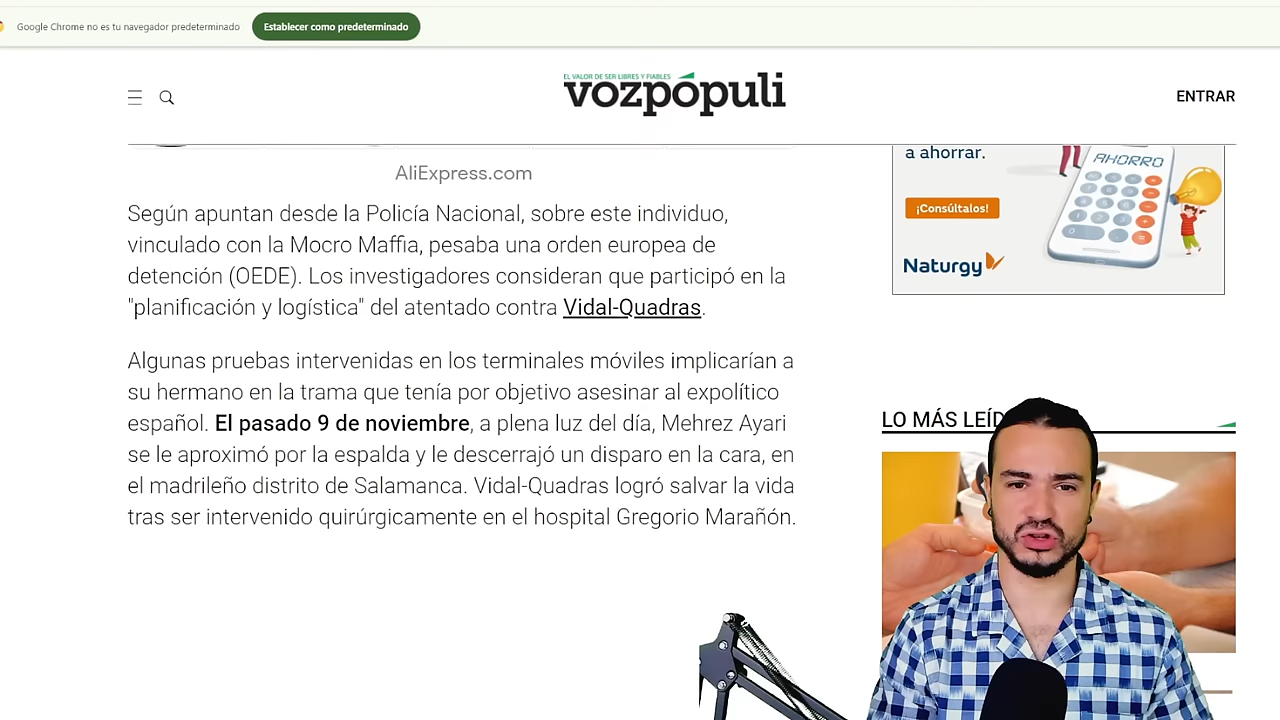 Google Chrome no es tu navegador predeterminado
Establecer como predeterminado
EL VALOR DE SER LIBRES Y FIABLES
vozpópuli
ENTRAR
AliExpress.com
Según apuntan desde la Policía Nacional, sobre este individuo,
vinculado con la Mocro Maffia, pesaba una orden europea de
detención (OEDE). Los investigadores consideran que participó en la
"planificación y logística" del atentado contra Vidal-Quadras.
Algunas pruebas intervenidas en los terminales móviles implicarían a
su hermano en la trama que tenía por objetivo asesinar al expolítico
español. El pasado 9 de noviembre, a plena luz del día, Mehrez Ayari
se le aproximó por la espalda y le descerrajó un disparo en la cara, en
el madrileño distrito de Salamanca. Vidal-Quadras logró salvar la vida
tras ser intervenido quirúrgicamente en el hospital Gregorio Marañón.
a ahorrar.
AHORRO
¡Consúltalos!
Naturgy
LO MÁS LEÍD